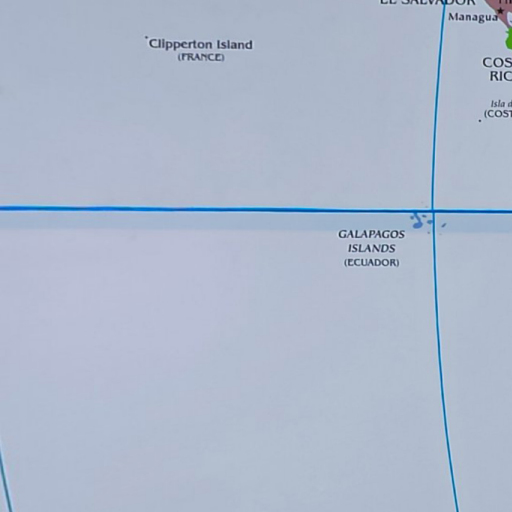 EL SALVADOR
Managua
Clipperton Island
(FRANCE)
COS
RIC
Isla d
(COST
GALAPAGOS
ISLANDS
(ECUADOR)